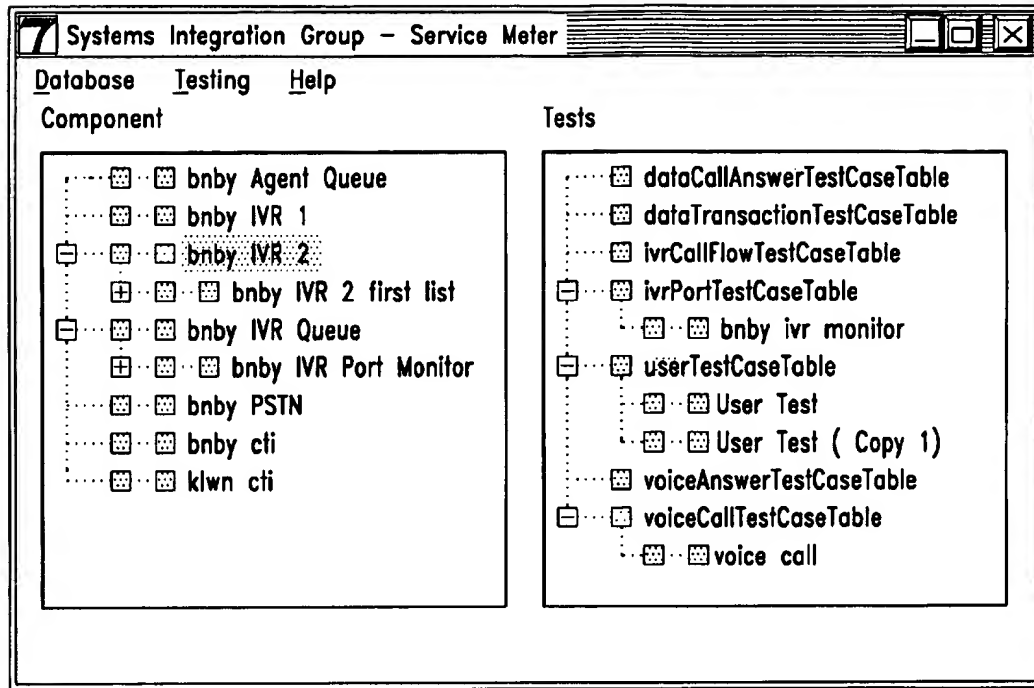 7 Systems Integration Group – Service Meter
Database Testing Help
Component
bnby Agent Queue
bnby IVR 1
bnby IVR 2
bnby IVR 2 first list
bnby IVR Queue
bnby IVR Port Monitor
bnby PSTN
bnby cti
klwn cti
Tests
dataCallAnswerTestCaseTable
dataTransactionTestCaseTable
ivrCallFlowTestCaseTable
ivrPortTestCaseTable
bnby ivr monitor
userTestCaseTable
User Test
User Test ( Copy 1)
voiceAnswerTestCaseTable
voiceCallTestCaseTable
voice call